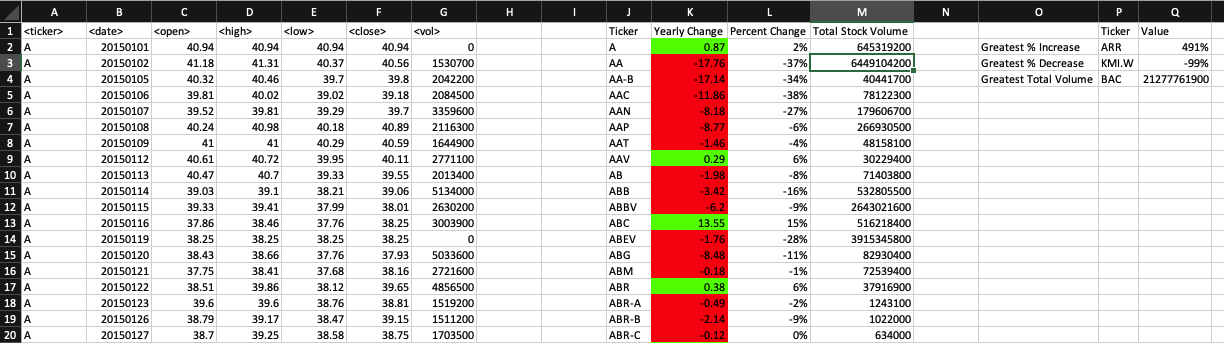 A B C D E F G H I J K L M N O P Q
1 <ticker> <date> <open> <high> <low> <close> <vol> Ticker Yearly Change Percent Change Total Stock Volume Ticker Value
2 A 20150101 40.94 40.94 40.94 40.94 0 A 0.87 2% 645319200 Greatest % Increase ARR 491%
3 A 20150102 41.18 41.31 40.37 40.56 1530700 AA -17.76 -37% 6449104200 Greatest % Decrease KMI.W -99%
4 A 20150105 40.32 40.46 39.7 39.8 2042200 AA-B -17.14 -34% 40441700 Greatest Total Volume BAC 21277761900
5 A 20150106 39.81 40.02 39.02 39.18 2084500 AAC -11.86 -38% 78122300
6 A 20150107 39.52 39.81 39.29 39.7 3359600 AAN -8.18 -27% 179606700
7 A 20150108 40.24 40.98 40.18 40.89 2116300 AAP -8.77 -6% 266930500
8 A 20150109 41 41 40.29 40.59 1644900 AAT -1.46 -4% 48158100
9 A 20150112 40.61 40.72 39.95 40.11 2771100 AAV 0.29 6% 30229400
10 A 20150113 40.47 40.7 39.33 39.55 2013400 AB -1.98 -8% 71403800
11 A 20150114 39.03 39.1 38.21 39.06 5134000 ABB -3.42 -16% 532805500
12 A 20150115 39.33 39.41 37.99 38.01 2630200 ABBV -6.2 -9% 2643021600
13 A 20150116 37.86 38.46 37.76 38.25 3003900 ABC 13.55 15% 516218400
14 A 20150119 38.25 38.25 38.25 38.25 0 ABEV -1.76 -28% 3915345800
15 A 20150120 38.43 38.66 37.76 37.93 5033600 ABG -8.48 -11% 82930400
16 A 20150121 37.75 38.41 37.68 38.16 2721600 ABM -0.18 -1% 72539400
17 A 20150122 38.51 39.86 38.12 39.65 4856500 ABR 0.38 6% 37916900
18 A 20150123 39.6 39.6 38.76 38.81 1519200 ABR-A -0.49 -2% 1243100
19 A 20150126 38.79 39.17 38.47 39.15 1511200 ABR-B -2.14 -9% 1022000
20 A 20150127 38.7 39.25 38.58 38.75 1703500 ABR-C -0.12 0% 634000